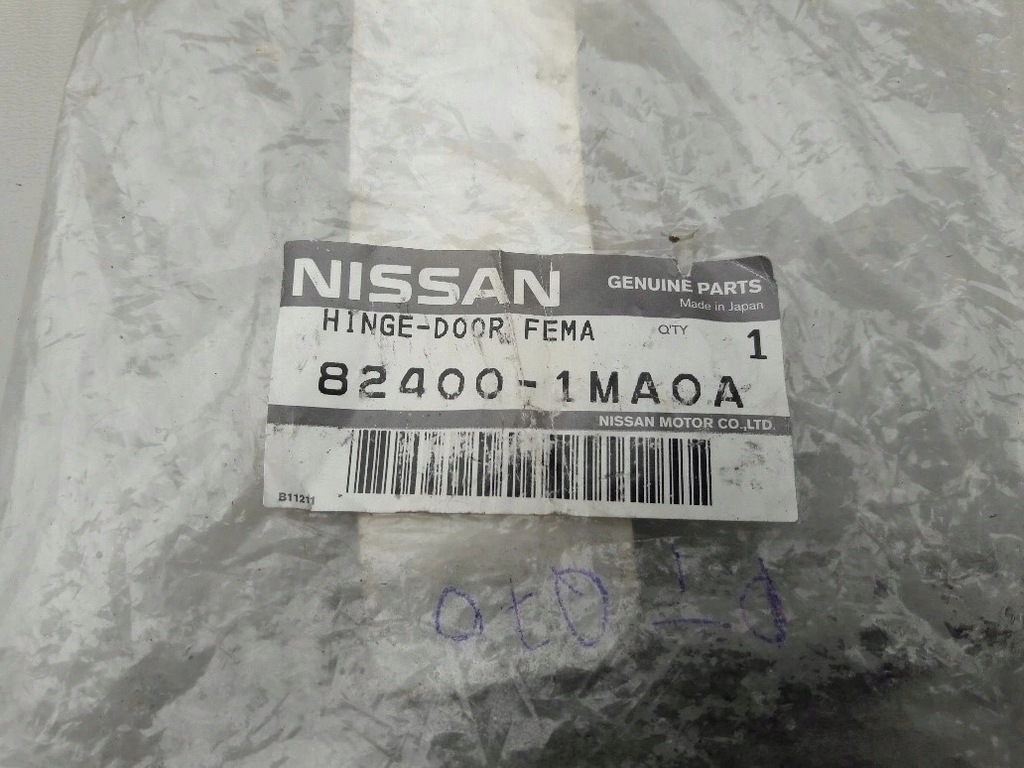 NISSAN
GENUINE PARTS
Made in Japan
HINGE-DOOR FEMA
Q'TY
1
82400-1MA0A
NISSAN MOTOR CO.,LTD.
B11211